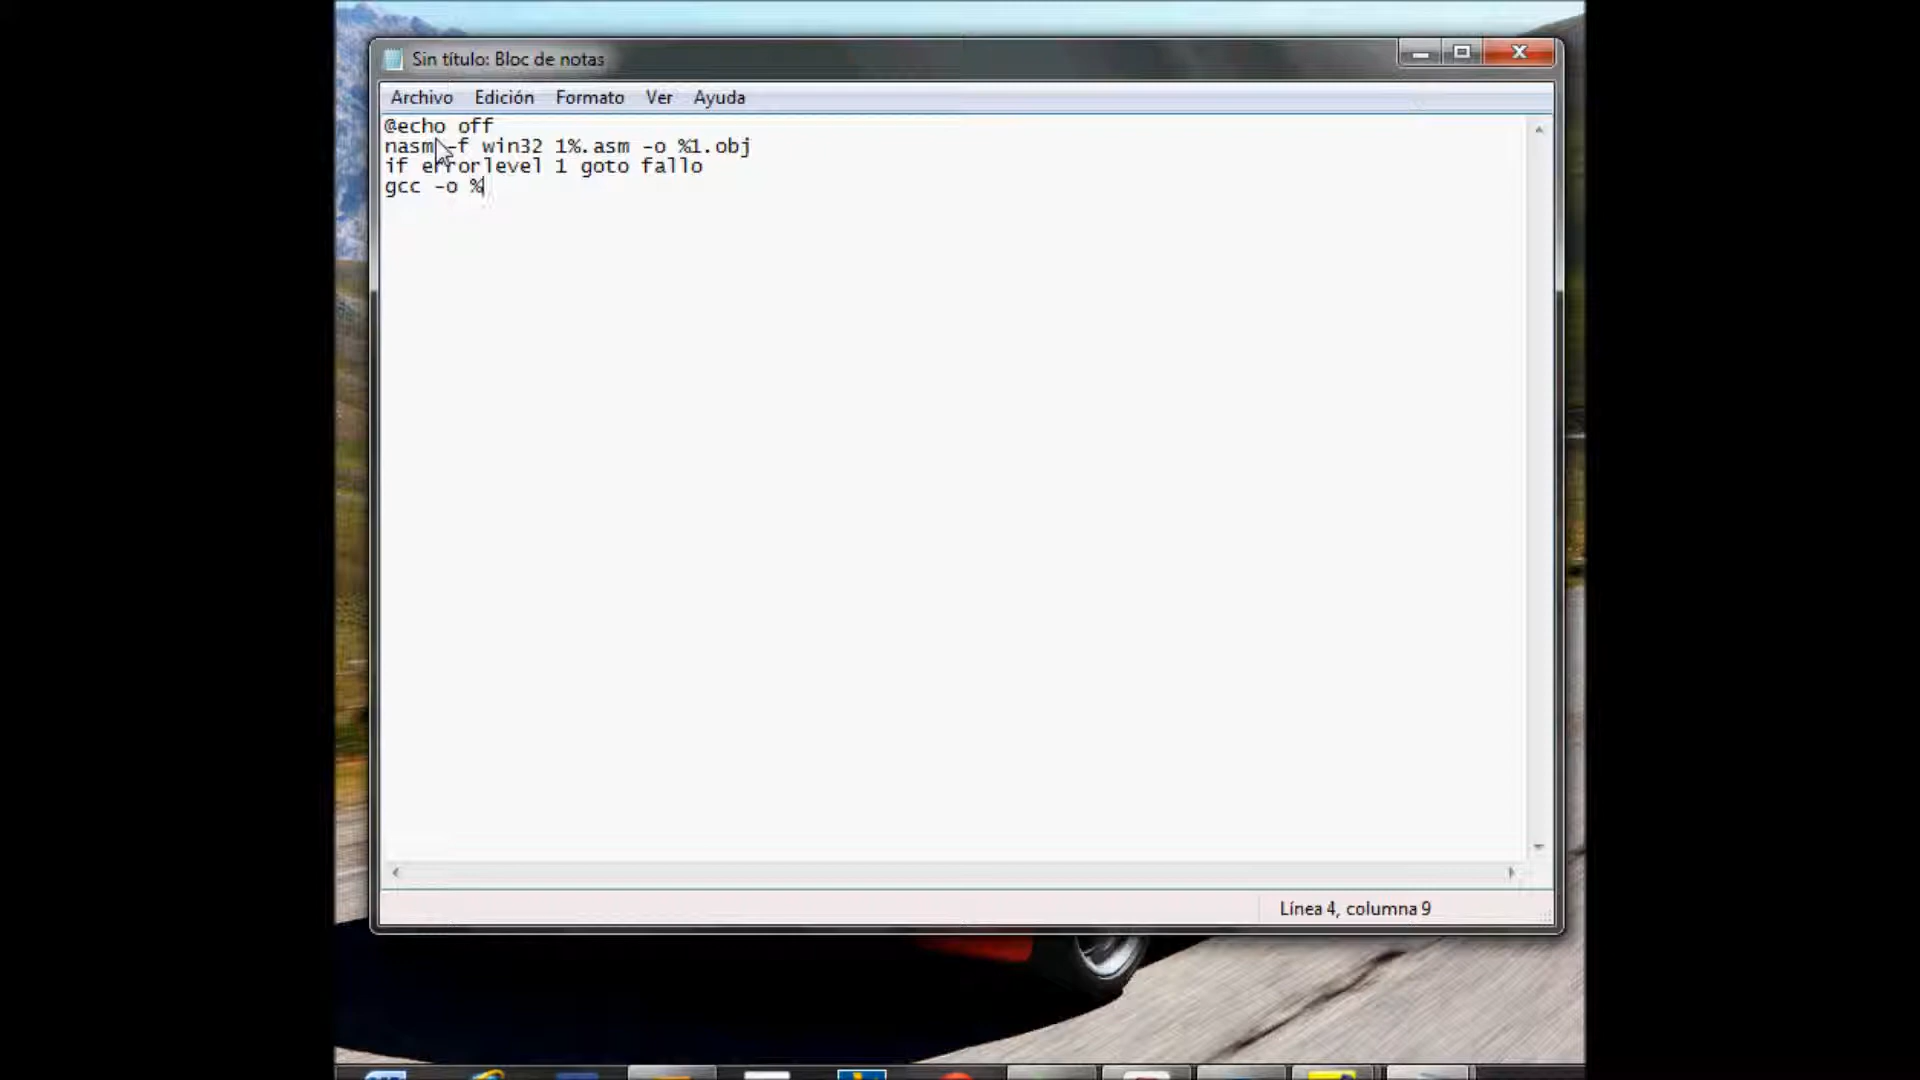 Sin título: Bloc de notas
Archivo Edición Formato Ver Ayuda
@echo off
nasm -f win32 1%.asm -o %1.obj
if errorlevel 1 goto fallo
gcc -o %
Línea 4, columna 9